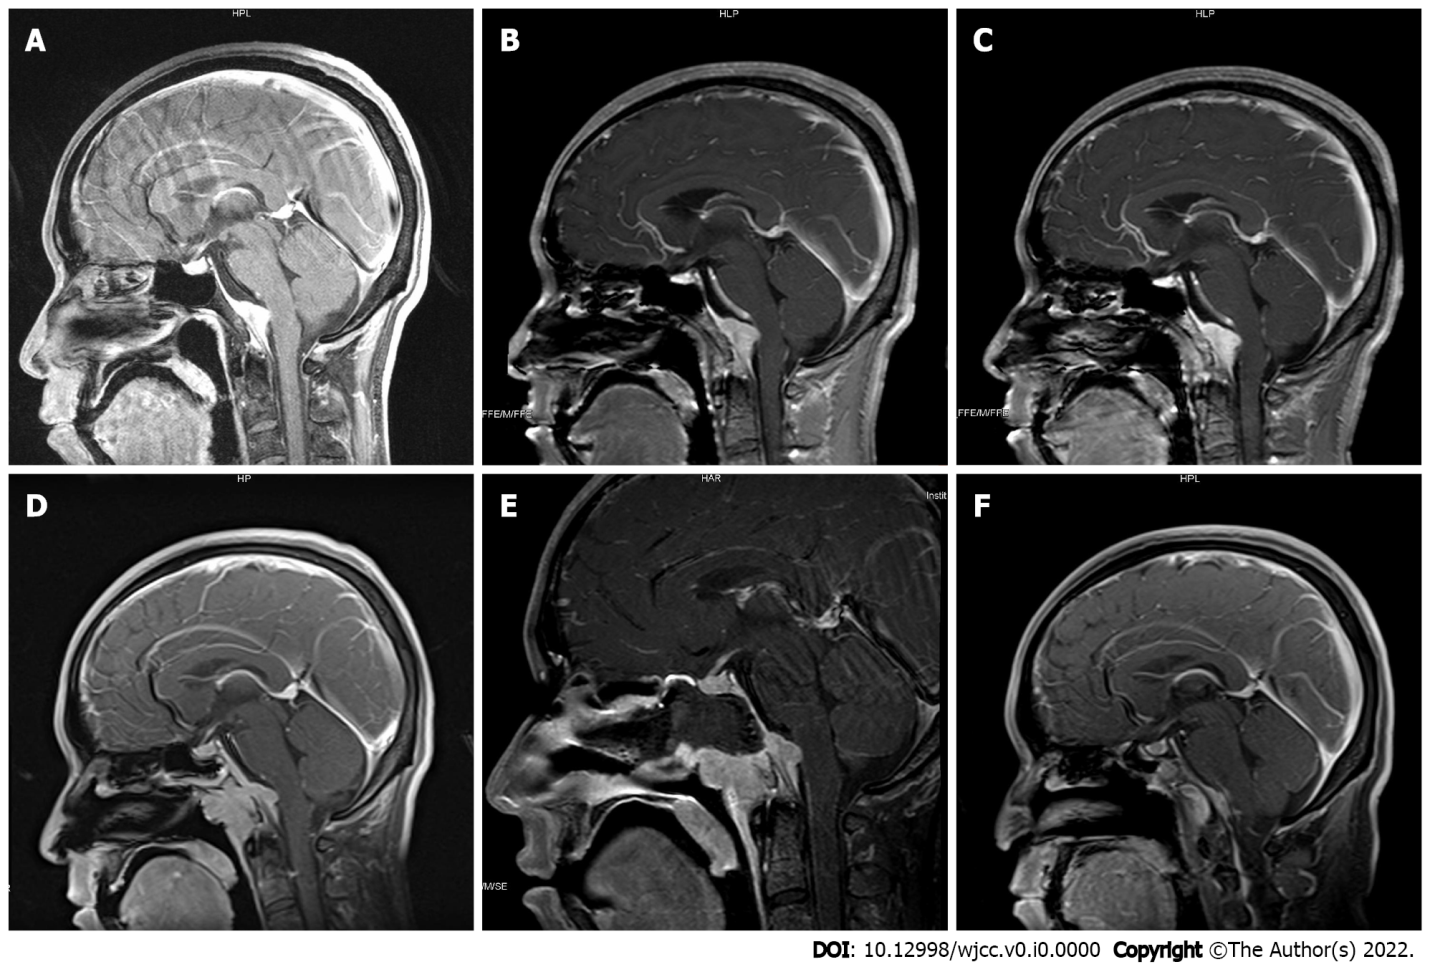 HPL
A
HLP
B
FFE/M/FFE
HLP
C
FFE/M/FFE
HP
D
HAR
E
Instit
M/SE
HPL
F
DOI: 10.12998/wjcc.v0.i0.0000 Copyright ©The Author(s) 2022.